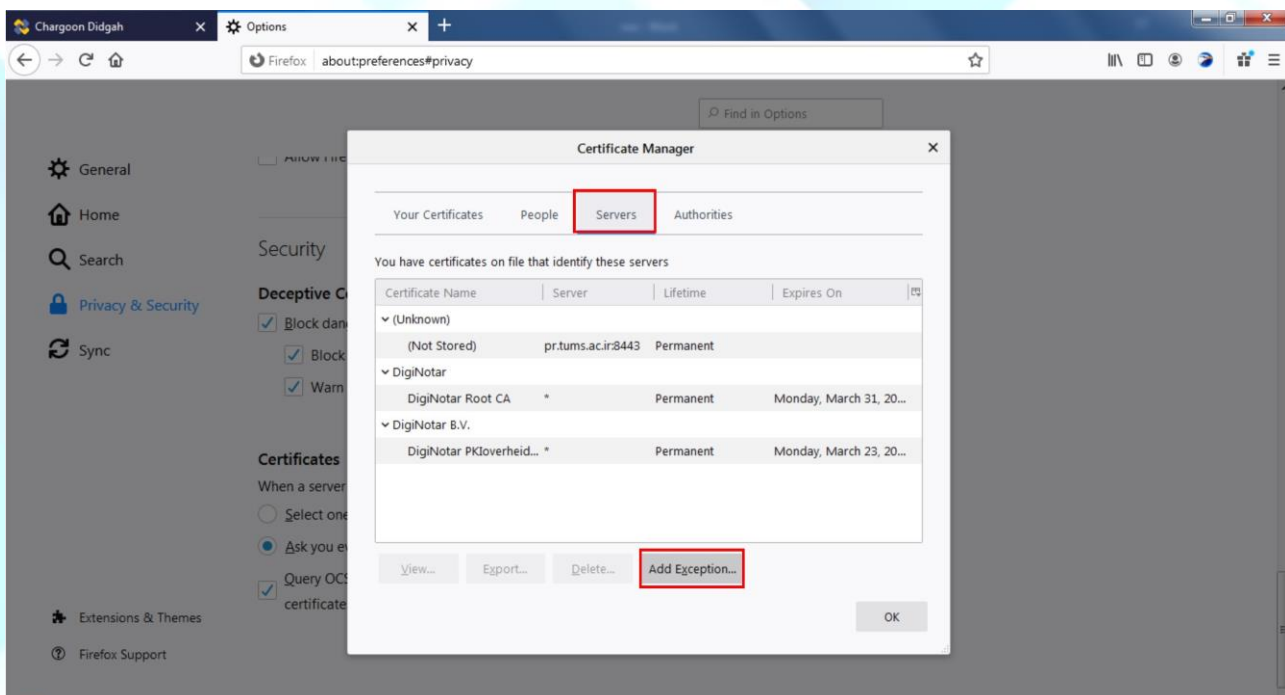 Chargoon Didgah
Options
Firefox about:preferences#privacy
Find in Options
General
Home
Search
Privacy & Security
Sync
Extensions & Themes
Firefox Support
Allow Fire
Security
Deceptive C
Block dan
Block
Warn
Certificates
When a server
Select one
Ask you e
Query OCS
certificate
Certificate Manager
Your Certificates People Servers Authorities
You have certificates on file that identify these servers
Certificate Name Server Lifetime Expires On
(Unknown)
(Not Stored) pr.tums.ac.ir:8443 Permanent
DigiNotar
DigiNotar Root CA * Permanent Monday, March 31, 20...
DigiNotar B.V.
DigiNotar PKIoverheid... * Permanent Monday, March 23, 20...
View... Export... Delete... Add Exception...
OK